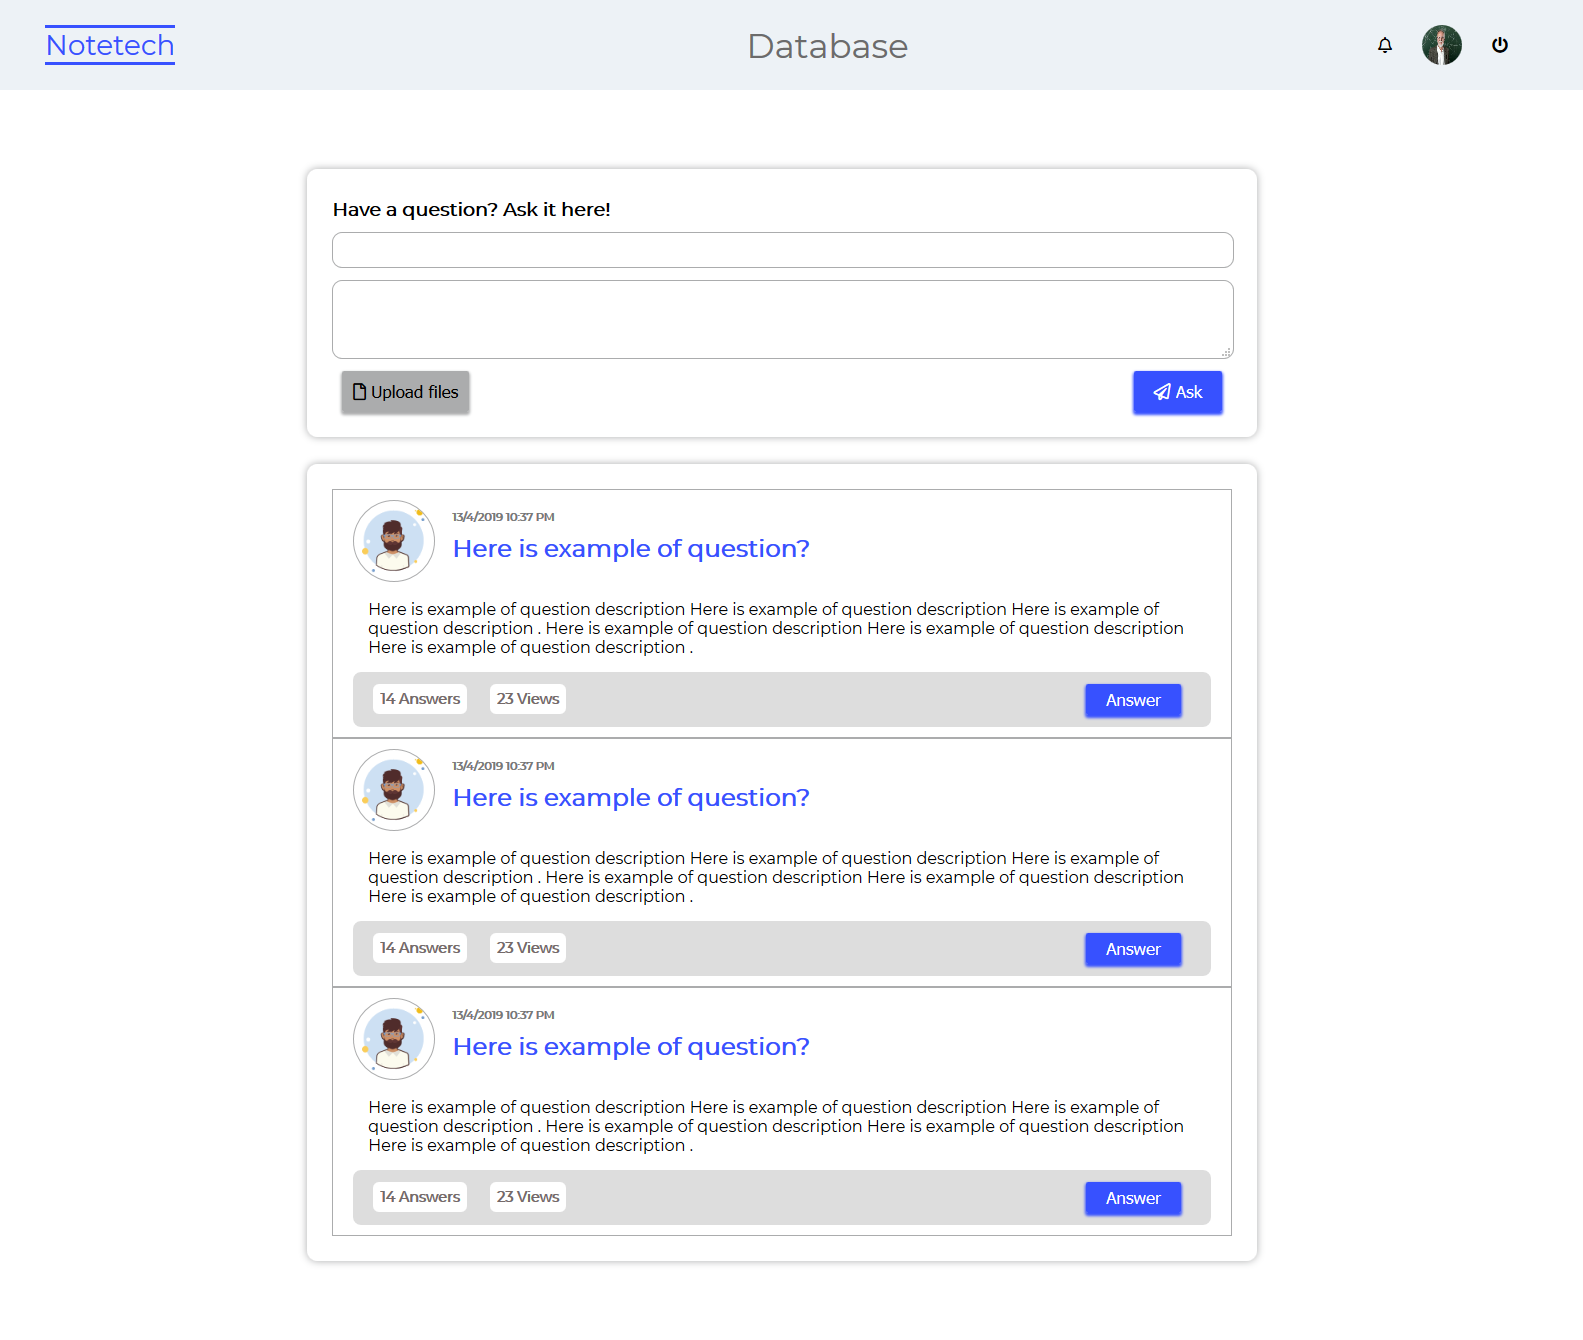 Notetech
Database
Have a question? Ask it here!
Upload files
Ask
13/4/2019 10:37 PM
Here is example of question?
Here is example of question description Here is example of question description Here is example of
question description . Here is example of question description Here is example of question description
Here is example of question description .
14 Answers
23 Views
Answer
13/4/2019 10:37 PM
Here is example of question?
Here is example of question description Here is example of question description Here is example of
question description . Here is example of question description Here is example of question description
Here is example of question description .
14 Answers
23 Views
Answer
13/4/2019 10:37 PM
Here is example of question?
Here is example of question description Here is example of question description Here is example of
question description . Here is example of question description Here is example of question description
Here is example of question description .
14 Answers
23 Views
Answer